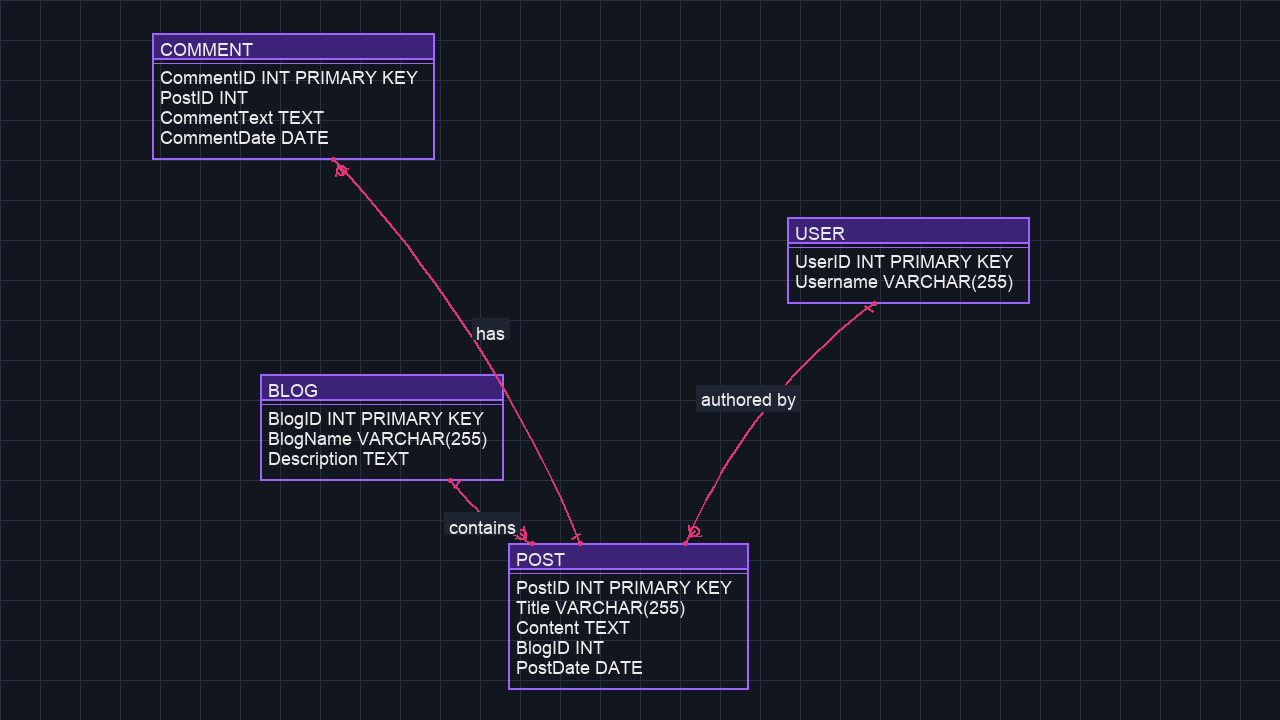 COMMENT
CommentID INT PRIMARY KEY
PostID INT
CommentText TEXT
CommentDate DATE
USER
UserID INT PRIMARY KEY
Username VARCHAR(255)
has
BLOG
BlogID INT PRIMARY KEY
BlogName VARCHAR(255)
Description TEXT
authored by
contains
POST
PostID INT PRIMARY KEY
Title VARCHAR(255)
Content TEXT
BlogID INT
PostDate DATE